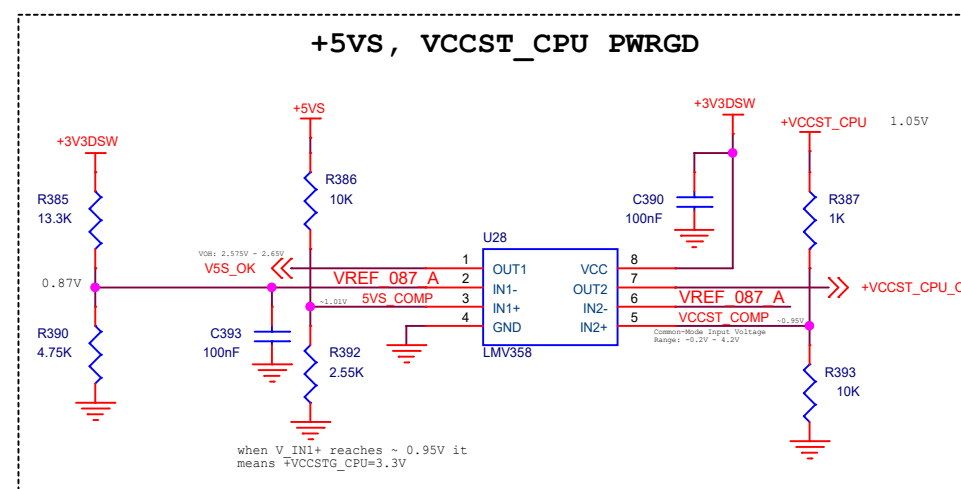 +5VS, VCCST_CPU PWRGD
+5VS
+3V3DSW
+3V3DSW
+VCCST_CPU 1.05V
R385
13.3K
R386
10K
C390
100nF
R387
1K
U28
VOH: 2.575V - 2.65V
V5S_OK
1 OUT1 VCC 8
0.87V
VREF_087_A
2 IN1- OUT2 7
+VCCST_CPU_O
5VS_COMP
~1.01V
3 IN1+ IN2- 6
VREF_087_A
4 GND IN2+ 5
VCCST_COMP ~0.95V
LMV358
Common-Mode Input Voltage
Range: -0.2V - 4.2V
R390
4.75K
C393
100nF
R392
2.55K
R393
10K
when V_IN1+ reaches ~ 0.95V it
means +VCCSTG_CPU=3.3V